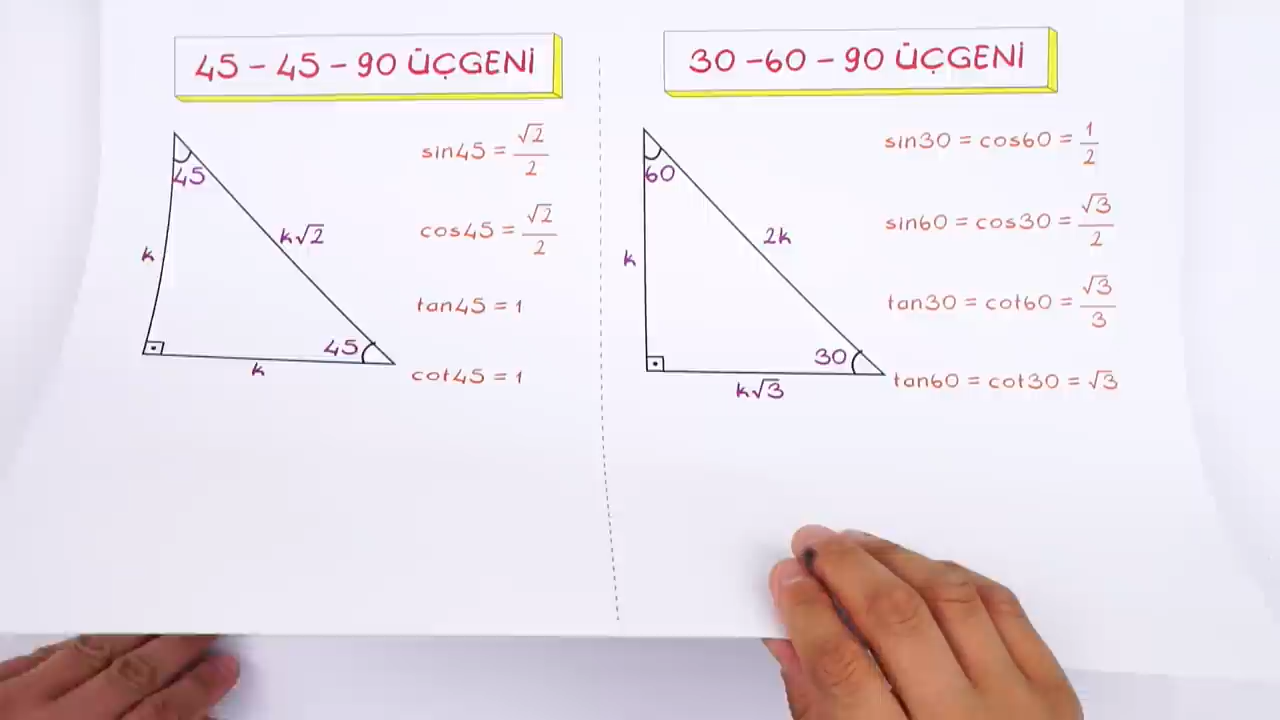 45 - 45 - 90 ÜÇGENİ
45
k
k√2
45
k
sin45 = √2/2
cos45 = √2/2
tan45 = 1
cot45 = 1
30 - 60 - 90 ÜÇGENİ
60
k
2k
30
k√3
sin30 = cos60 = 1/2
sin60 = cos30 = √3/2
tan30 = cot60 = √3/3
tan60 = cot30 = √3